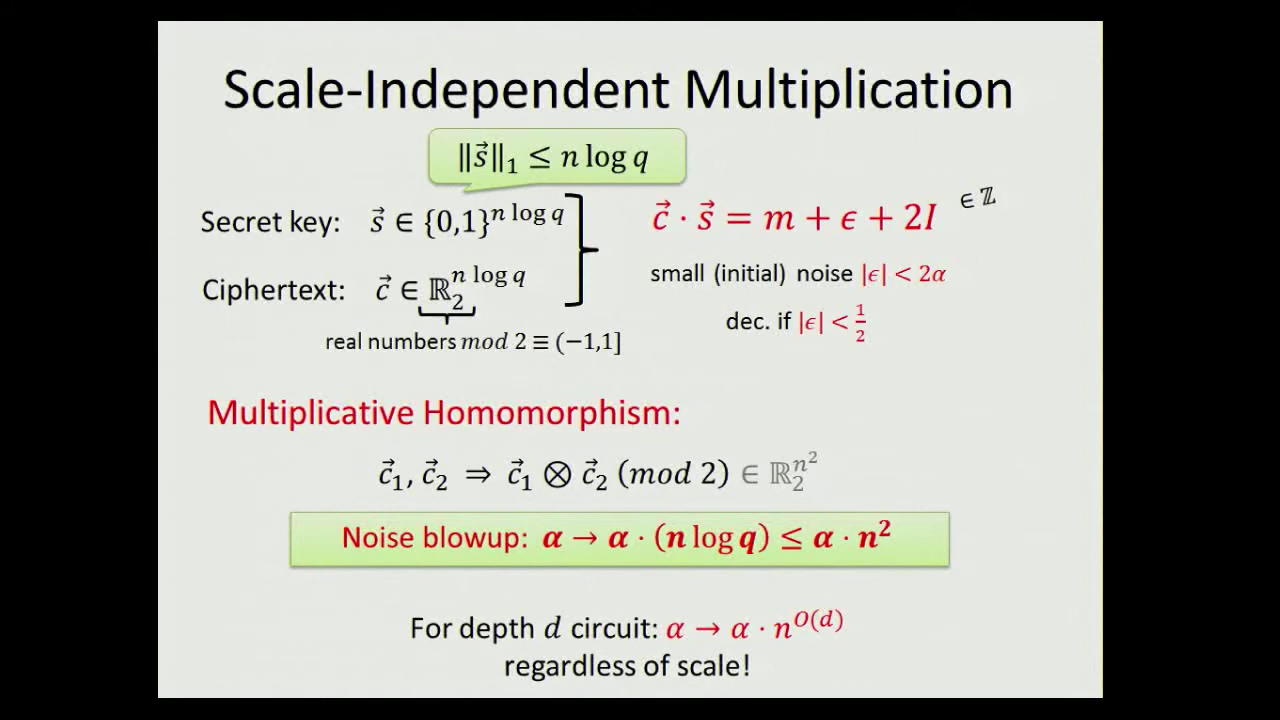 Scale-Independent Multiplication
‖s⃗‖₁ ≤ n log q
Secret key: s⃗ ∈ {0,1}^{n log q}
c⃗ · s⃗ = m + ϵ + 2I ∈ ℤ
Ciphertext: c⃗ ∈ ℝ₂^{n log q}
small (initial) noise |ϵ| < 2α
dec. if |ϵ| < 1/2
real numbers mod 2 ≡ (−1,1]
Multiplicative Homomorphism:
c⃗₁, c⃗₂ ⇒ c⃗₁ ⊗ c⃗₂ (mod 2) ∈ ℝ₂^{n²}
Noise blowup: α → α · (n log q) ≤ α · n²
For depth d circuit: α → α · n^{O(d)}
regardless of scale!